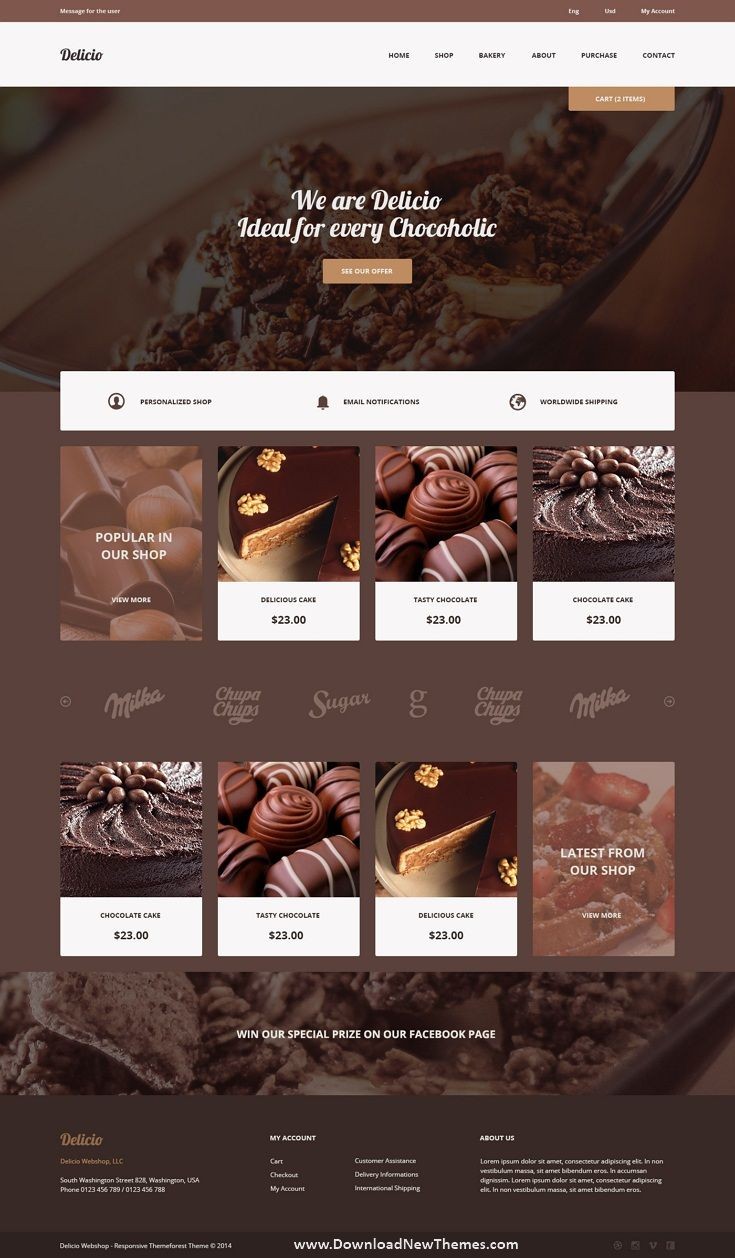 Message for the user
Eng Usd My Account
Delicio
HOME SHOP BAKERY ABOUT PURCHASE CONTACT
CART (2 ITEMS)
We are Delicio
Ideal for every Chocoholic
SEE OUR OFFER
PERSONALIZED SHOP EMAIL NOTIFICATIONS WORLDWIDE SHIPPING
POPULAR IN
OUR SHOP
VIEW MORE
DELICIOUS CAKE
$23.00
TASTY CHOCOLATE
$23.00
CHOCOLATE CAKE
$23.00
Milka
Chupa
Chups
Sugar
g
Chupa
Chups
Milka
CHOCOLATE CAKE
$23.00
TASTY CHOCOLATE
$23.00
DELICIOUS CAKE
$23.00
LATEST FROM
OUR SHOP
VIEW MORE
WIN OUR SPECIAL PRIZE ON OUR FACEBOOK PAGE
Delicio
Delicio Webshop, LLC
South Washington Street 828, Washington, USA
Phone 0123 456 789 / 0123 456 788
MY ACCOUNT
Cart
Checkout
My Account
Customer Assistance
Delivery Informations
International Shipping
ABOUT US
Lorem ipsum dolor sit amet, consectetur adipiscing elit. In non
vestibulum massa, sit amet bibendum eros. In accumsan
dignissim. Lorem ipsum dolor sit amet, consectetur adipiscing
elit. In non vestibulum massa, sit amet bibendum eros.
Delicio Webshop - Responsive Themeforest Theme © 2014
www.DownloadNewThemes.com